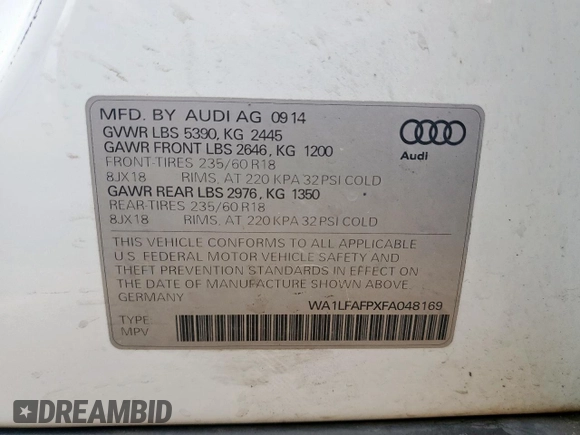 MFD. BY AUDI AG 09 14
GVWR LBS 5390, KG 2445
GAWR FRONT LBS 2646, KG 1200
FRONT-TIRES 235/60 R18
8JX18 RIMS, AT 220 KPA 32 PSI COLD
GAWR REAR LBS 2976, KG 1350
REAR-TIRES 235/60 R18
8JX18 RIMS, AT 220 KPA 32 PSI COLD
Audi
THIS VEHICLE CONFORMS TO ALL APPLICABLE
U.S. FEDERAL MOTOR VEHICLE SAFETY AND
THEFT PREVENTION STANDARDS IN EFFECT ON
THE DATE OF MANUFACTURE SHOWN ABOVE.
GERMANY WA1LFAFPXFA048169
TYPE
MPV
DREAMBID